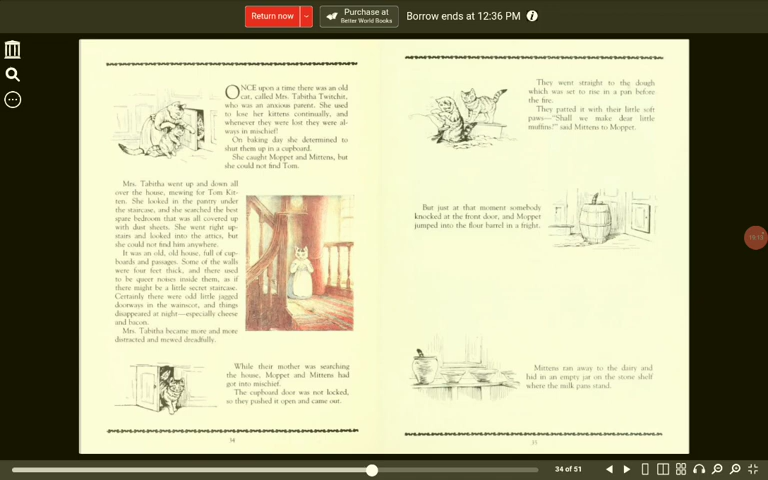 Return now
Purchase at
Better World Books
Borrow ends at 12:36 PM
ONCE upon a time there was an old
cat, called Mrs. Tabitha Twitchit,
who was an anxious parent. She used
to lose her kittens continually, and
whenever they were lost they were al-
ways in mischief!
On baking day she determined to
shut them up in a cupboard.
She caught Moppet and Mittens, but
she could not find Tom.
Mrs. Tabitha went up and down all
over the house, mewing for Tom Kit-
ten. She looked in the pantry under
the staircase, and she searched the best
spare bedroom that was all covered up
with dust sheets. She went right up-
stairs and looked into the attics, but
she could not find him anywhere.
It was an old, old house, full of cup-
boards and passages. Some of the walls
were four feet thick, and there used
to be queer noises inside them, as if
there might be a little secret staircase.
Certainly there were odd little jagged
doorways in the wainscot, and things
disappeared at night—especially cheese
and bacon.
Mrs. Tabitha became more and more
distracted and mewed dreadfully.
While their mother was searching
the house, Moppet and Mittens had
got into mischief.
The cupboard door was not locked,
so they pushed it open and came out.
34
They went straight to the dough
which was set to rise in a pan before
the fire.
They patted it with their little soft
paws—"Shall we make dear little
muffins?" said Mittens to Moppet.
But just at that moment somebody
knocked at the front door, and Moppet
jumped into the flour barrel in a fright.
Mittens ran away to the dairy and
hid in an empty jar on the stone shelf
where the milk pans stand.
34 of 51